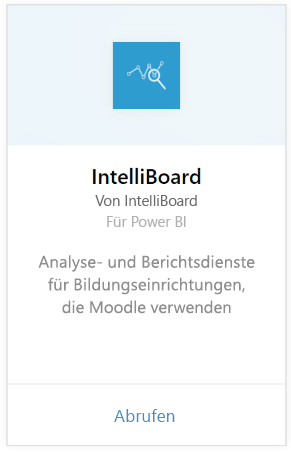 IntelliBoard
Von IntelliBoard
Für Power BI
Analyse- und Berichtsdienste
für Bildungseinrichtungen,
die Moodle verwenden
Abrufen